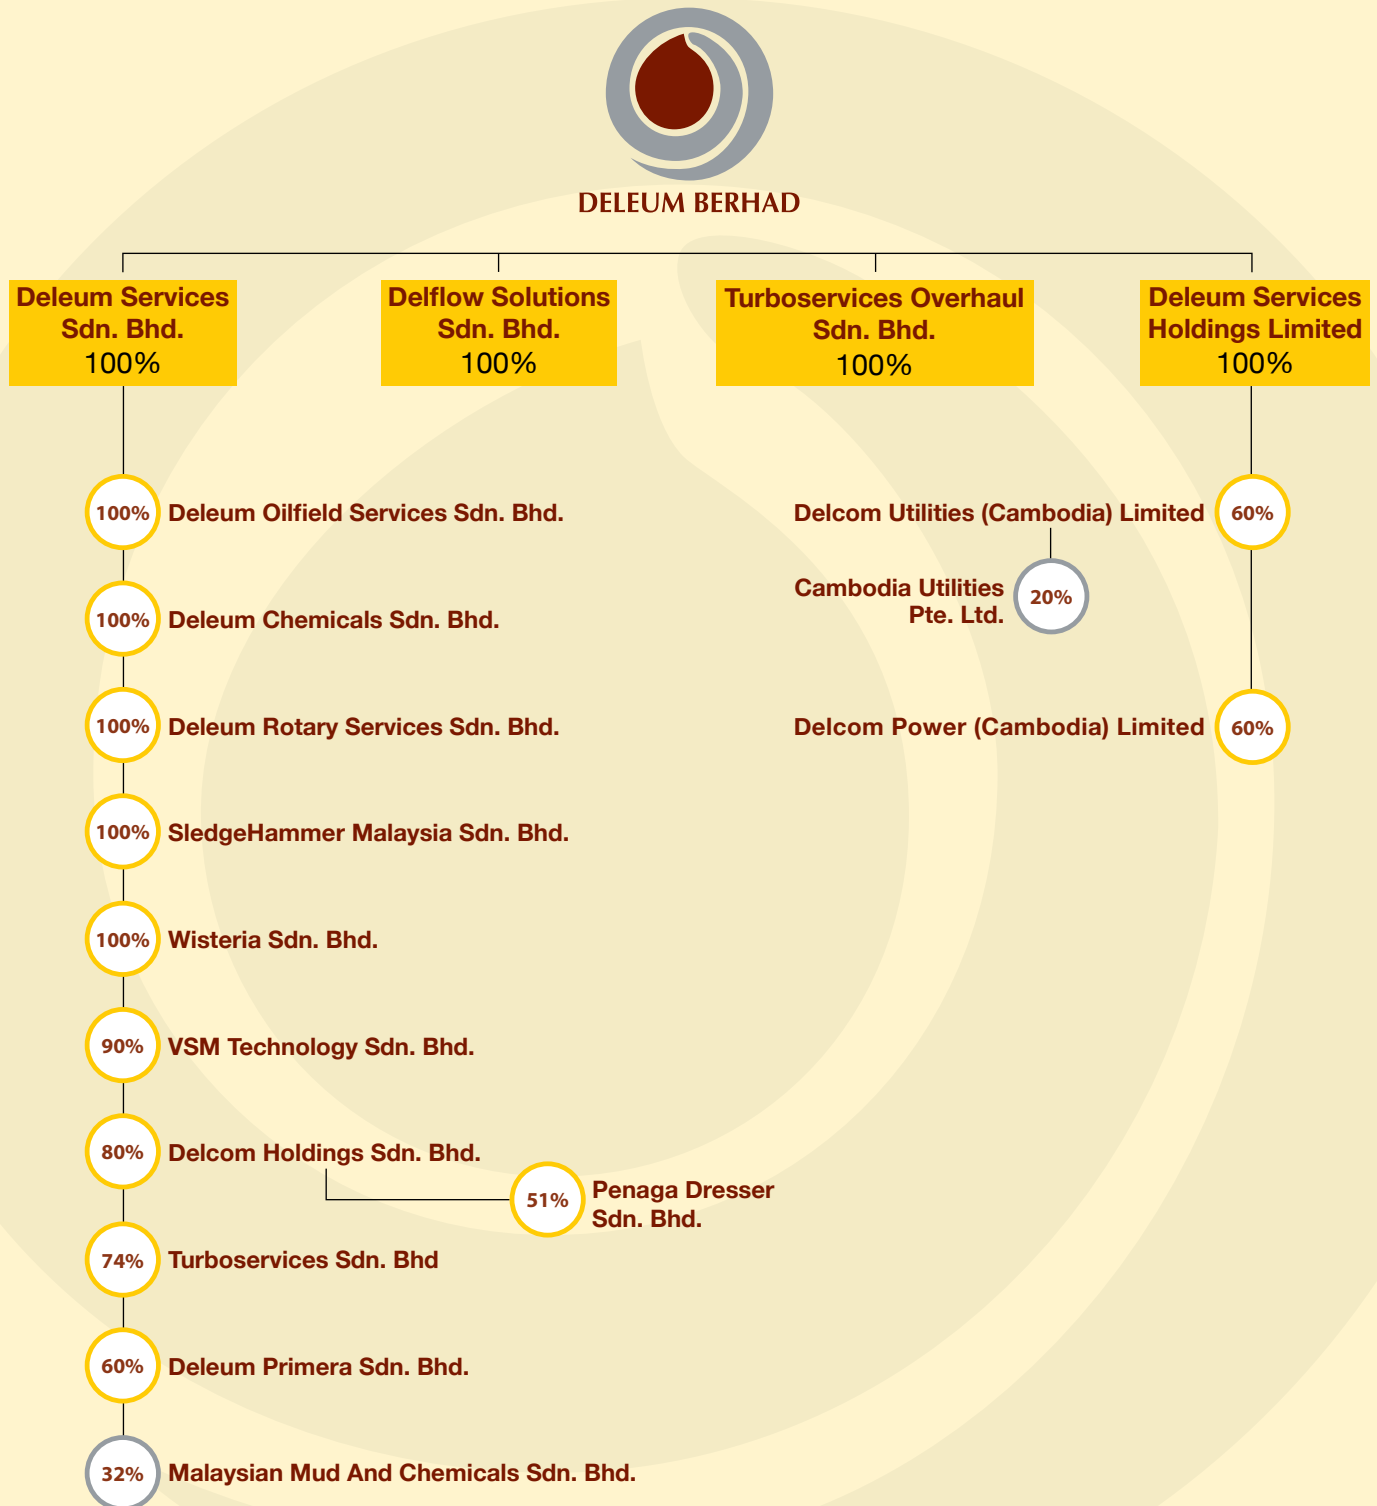 DELEUM BERHAD
Deleum Services
Sdn. Bhd.
100%
Delflow Solutions
Sdn. Bhd.
100%
Turboservices Overhaul
Sdn. Bhd.
100%
Deleum Services
Holdings Limited
100%
100% Deleum Oilfield Services Sdn. Bhd.
100% Deleum Chemicals Sdn. Bhd.
100% Deleum Rotary Services Sdn. Bhd.
100% SledgeHammer Malaysia Sdn. Bhd.
100% Wisteria Sdn. Bhd.
90% VSM Technology Sdn. Bhd.
80% Delcom Holdings Sdn. Bhd.
51% Penaga Dresser
Sdn. Bhd.
74% Turboservices Sdn. Bhd
60% Deleum Primera Sdn. Bhd.
32% Malaysian Mud And Chemicals Sdn. Bhd.
Delcom Utilities (Cambodia) Limited 60%
Cambodia Utilities
Pte. Ltd.
20%
Delcom Power (Cambodia) Limited 60%